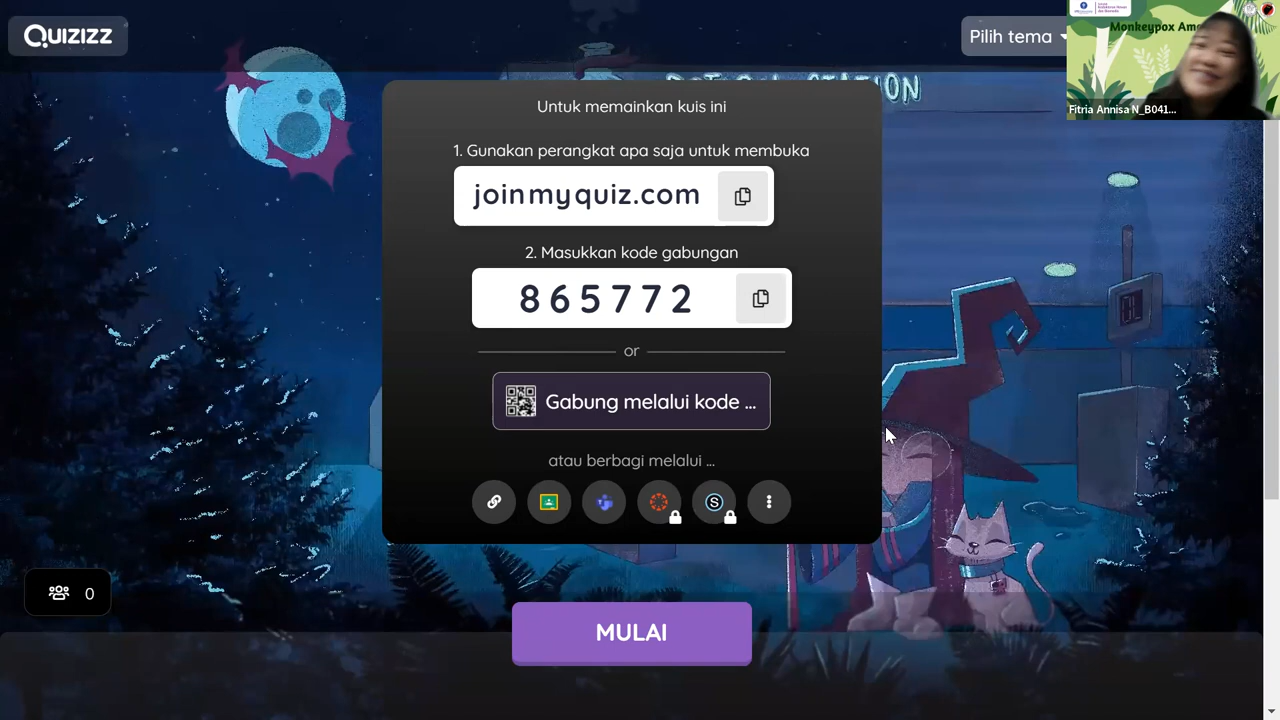 QUIZIZZ
Pilih tema
Monkeypox Am
Fitria Annisa N_B041...
Untuk memainkan kuis ini
1. Gunakan perangkat apa saja untuk membuka
joinmyquiz.com
2. Masukkan kode gabungan
865772
or
Gabung melalui kode ...
atau berbagi melalui ...
S
0
MULAI